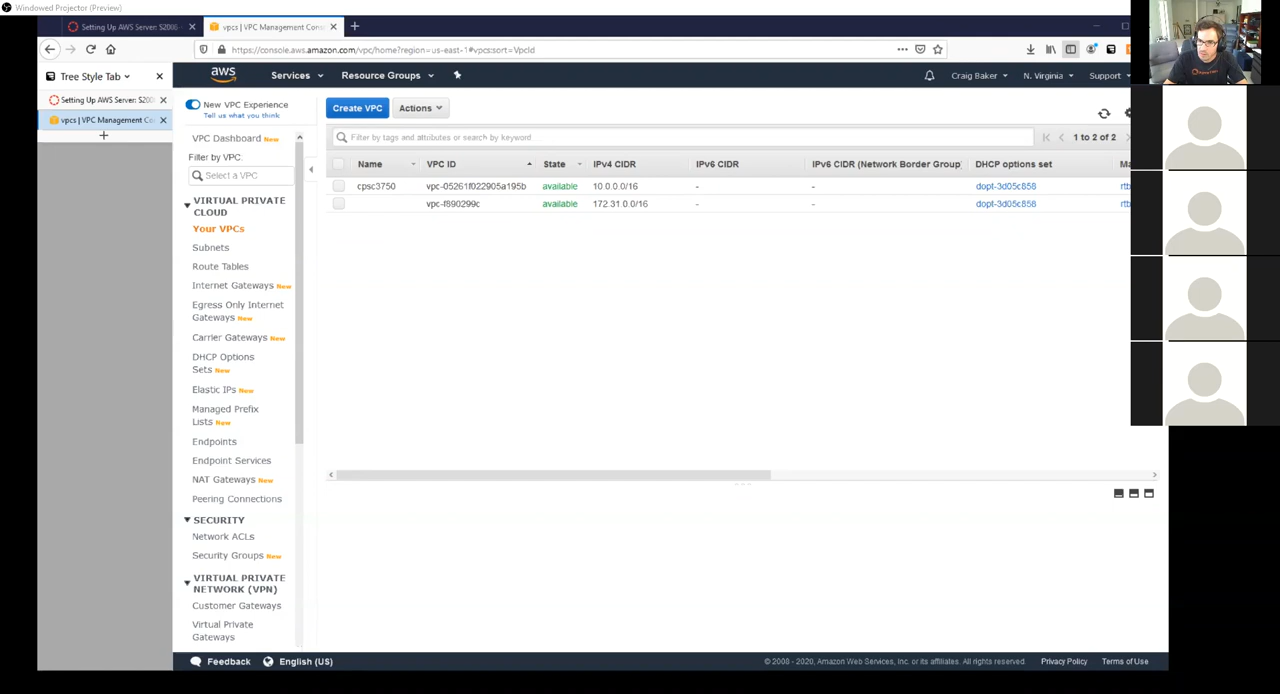 Windowed Projector (Preview)
Setting Up AWS Server: S2086
vpcs | VPC Management Cons
https://console.aws.amazon.com/vpc/home?region=us-east-1#vpcs:sort=VpcId
Tree Style Tab
aws
Services
Resource Groups
Craig Baker
N. Virginia
Support
Setting Up AWS Server: S208
vpcs | VPC Management Co
New VPC Experience
Tell us what you think
Create VPC
Actions
VPC Dashboard New
Filter by VPC:
Select a VPC
Filter by tags and attributes or search by keyword
1 to 2 of 2
Name
VPC ID
State
IPv4 CIDR
IPv6 CIDR
IPv6 CIDR (Network Border Group)
DHCP options set
cpsc3750
vpc-05261f022905a195b
available
10.0.0.0/16
-
-
dopt-3d05c858
rtb
vpc-f890299c
available
172.31.0.0/16
-
-
dopt-3d05c858
rtb
VIRTUAL PRIVATE
CLOUD
Your VPCs
Subnets
Route Tables
Internet Gateways New
Egress Only Internet
Gateways New
Carrier Gateways New
DHCP Options
Sets New
Elastic IPs New
Managed Prefix
Lists New
Endpoints
Endpoint Services
NAT Gateways New
Peering Connections
SECURITY
Network ACLs
Security Groups New
VIRTUAL PRIVATE
NETWORK (VPN)
Customer Gateways
Virtual Private
Gateways
Feedback
English (US)
© 2008 - 2020, Amazon Web Services, Inc. or its affiliates. All rights reserved.
Privacy Policy
Terms of Use